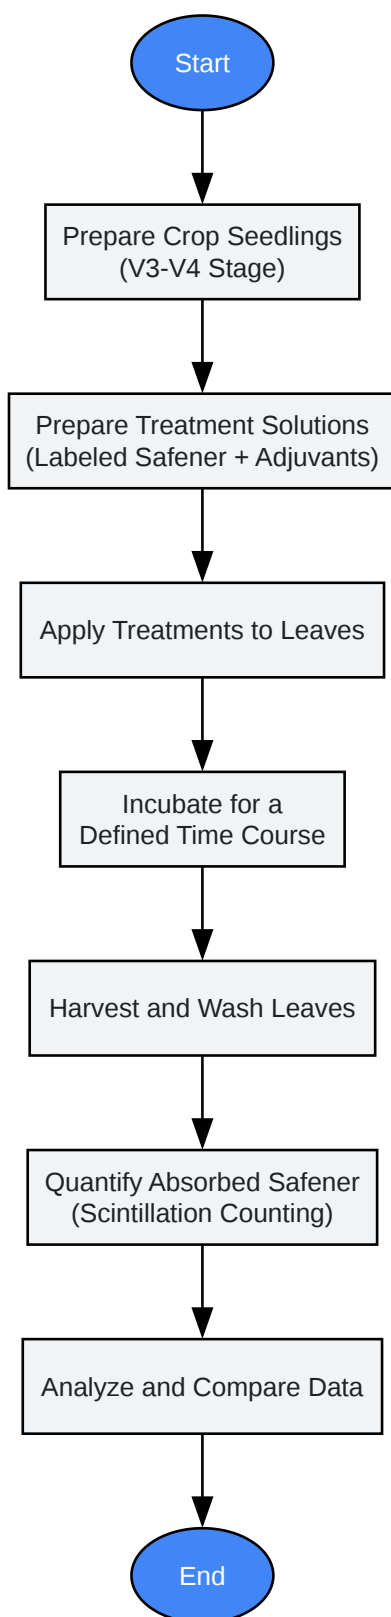 Start
Prepare Crop Seedlings
(V3-V4 Stage)
Prepare Treatment Solutions
(Labeled Safener + Adjuvants)
Apply Treatments to Leaves
Incubate for a
Defined Time Course
Harvest and Wash Leaves
Quantify Absorbed Safener
(Scintillation Counting)
Analyze and Compare Data
End